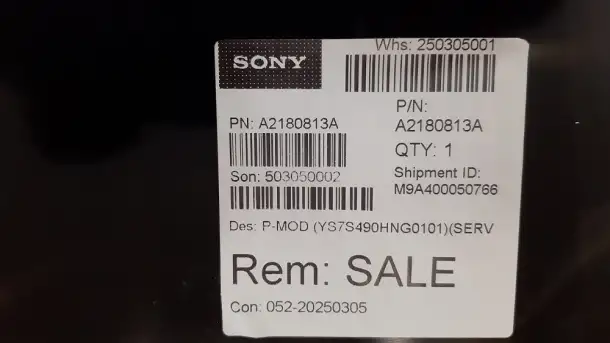 Whs: 250305001
SONY
P/N:
PN: A2180813A
A2180813A
QTY: 1
Son: 503050002
Shipment ID:
M9A400050766
Des: P-MOD (YS7S490HNG0101)(SERV
Rem: SALE
Con: 052-20250305